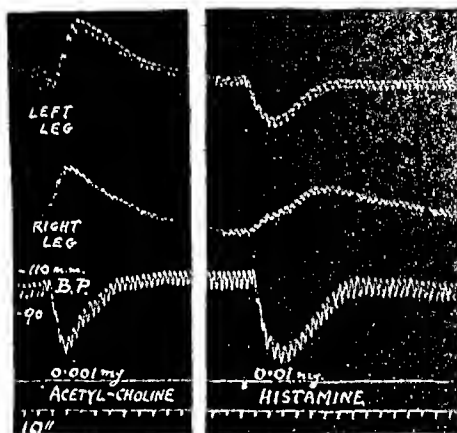 LEFT
LEG
RIGHT
LEG
-110 m.m.
B.P.
-90
0.001 mg
ACETYL-CHOLINE
10"
0.01 mg.
HISTAMINE